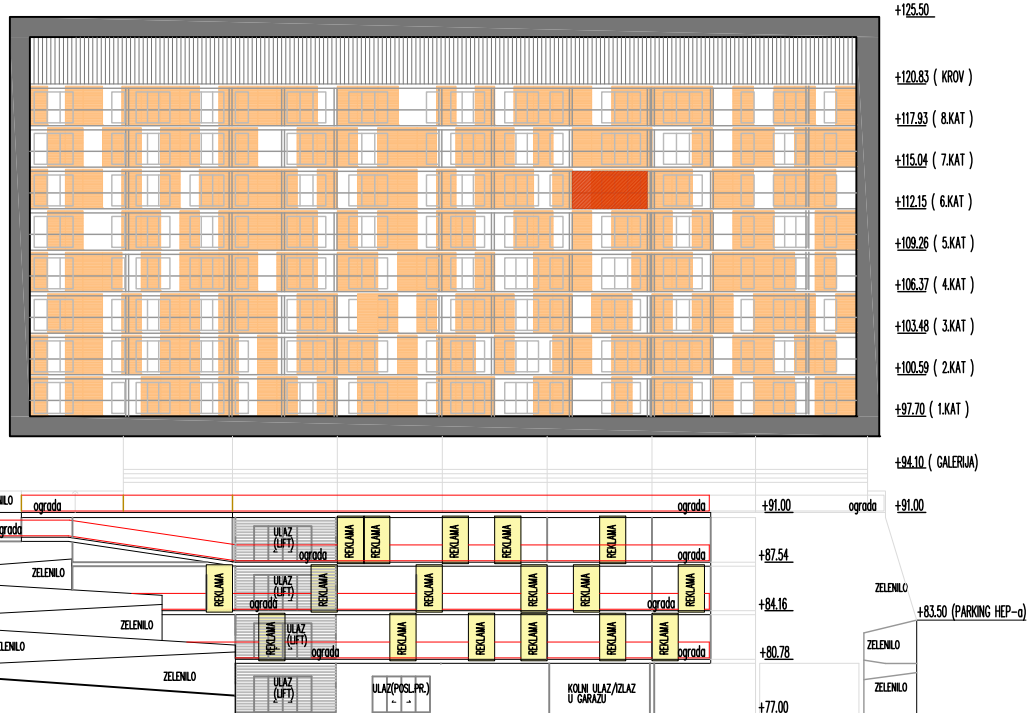 +125.50
+120.83 ( KROV )
+117.93 ( 8.KAT )
+115.04 ( 7.KAT )
+112.15 ( 6.KAT )
+109.26 ( 5.KAT )
+106.37 ( 4.KAT )
+103.48 ( 3.KAT )
+100.59 ( 2.KAT )
+97.70 ( 1.KAT )
+94.10 ( GALERIJA)
NILO
ograda
ograda
+91.00
ograda
+91.00
ograda
ULAZ
(LIFT)
REKLAMA
REKLAMA
REKLAMA
REKLAMA
REKLAMA
ograda
ograda
+87.54
ZELENILO
REKLAMA
ULAZ
(LIFT)
REKLAMA
REKLAMA
REKLAMA
REKLAMA
REKLAMA
ZELENILO
ograda
ograda
+84.16
+83.50 (PARKING HEP-a)
ZELENILO
REKLAMA
ULAZ
(LIFT)
REKLAMA
REKLAMA
REKLAMA
REKLAMA
REKLAMA
ELENILO
ograda
ograda
+80.78
ZELENILO
ZELENILO
ULAZ
(LIFT)
ULAZ(POSL.PR.)
KOLNI ULAZ/IZLAZ
U GARAŽU
ZELENILO
+77.00